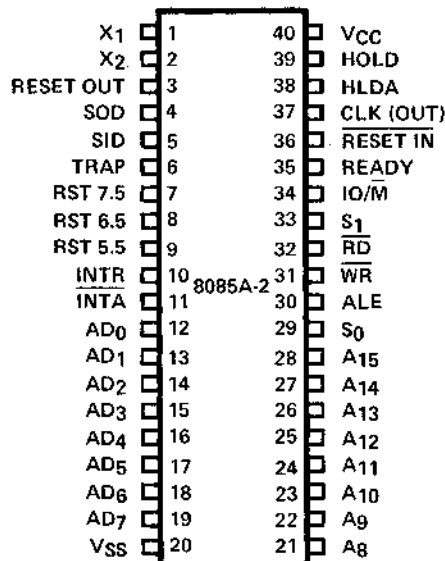 X1 1 40 VCC
X2 2 39 HOLD
RESET OUT 3 38 HLDA
SOD 4 37 CLK (OUT)
SID 5 36 RESET IN
TRAP 6 35 READY
RST 7.5 7 34 IO/M
RST 6.5 8 33 S1
RST 5.5 9 32 RD
INTR 10 8085A-2 31 WR
INTA 11 30 ALE
AD0 12 29 S0
AD1 13 28 A15
AD2 14 27 A14
AD3 15 26 A13
AD4 16 25 A12
AD5 17 24 A11
AD6 18 23 A10
AD7 19 22 A9
VSS 20 21 A8